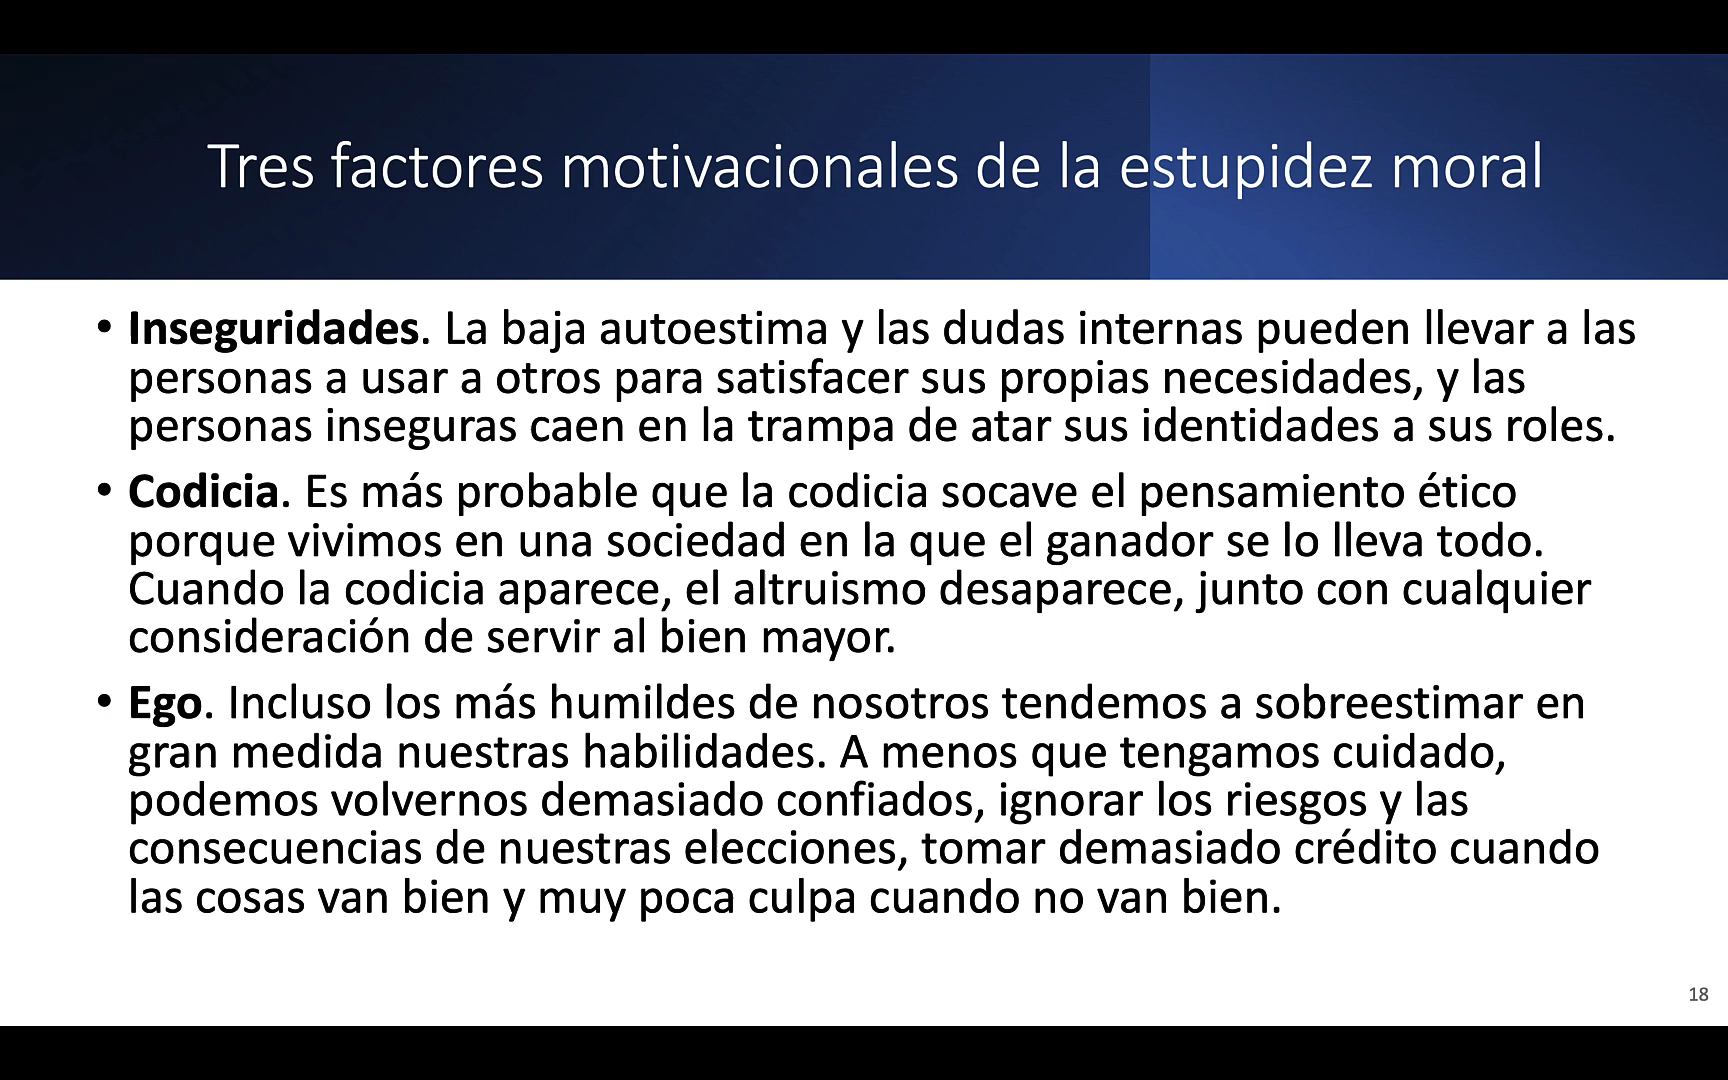 Tres factores motivacionales de la estupidez moral
• Inseguridades. La baja autoestima y las dudas internas pueden llevar a las
personas a usar a otros para satisfacer sus propias necesidades, y las
personas inseguras caen en la trampa de atar sus identidades a sus roles.
• Codicia. Es más probable que la codicia socave el pensamiento ético
porque vivimos en una sociedad en la que el ganador se lo lleva todo.
Cuando la codicia aparece, el altruismo desaparece, junto con cualquier
consideración de servir al bien mayor.
• Ego. Incluso los más humildes de nosotros tendemos a sobreestimar en
gran medida nuestras habilidades. A menos que tengamos cuidado,
podemos volvernos demasiado confiados, ignorar los riesgos y las
consecuencias de nuestras elecciones, tomar demasiado crédito cuando
las cosas van bien y muy poca culpa cuando no van bien.
18